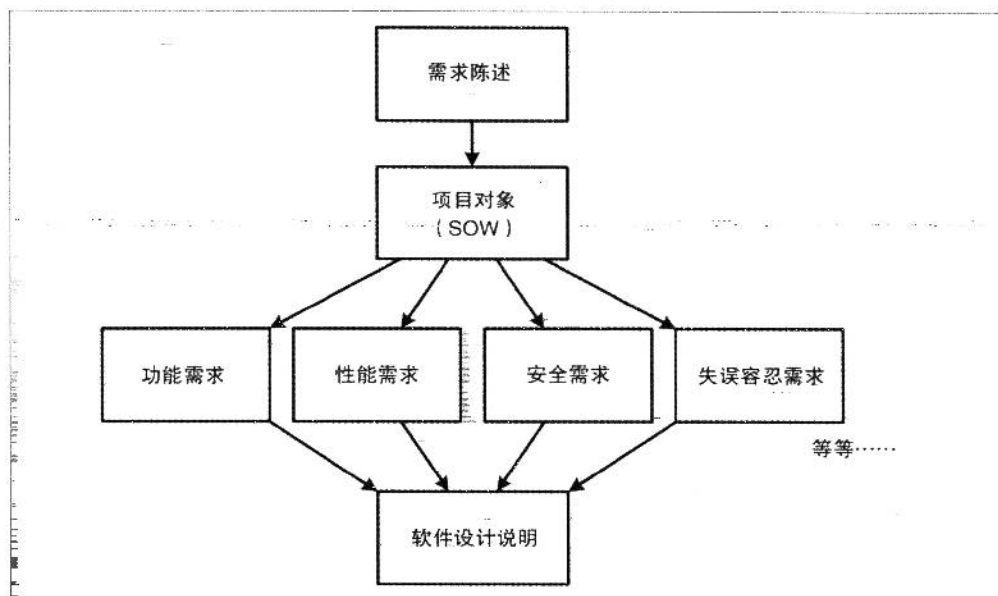 需求陈述
项目对象
（SOW）
功能需求
性能需求
安全需求
失误容忍需求
等等……
软件设计说明